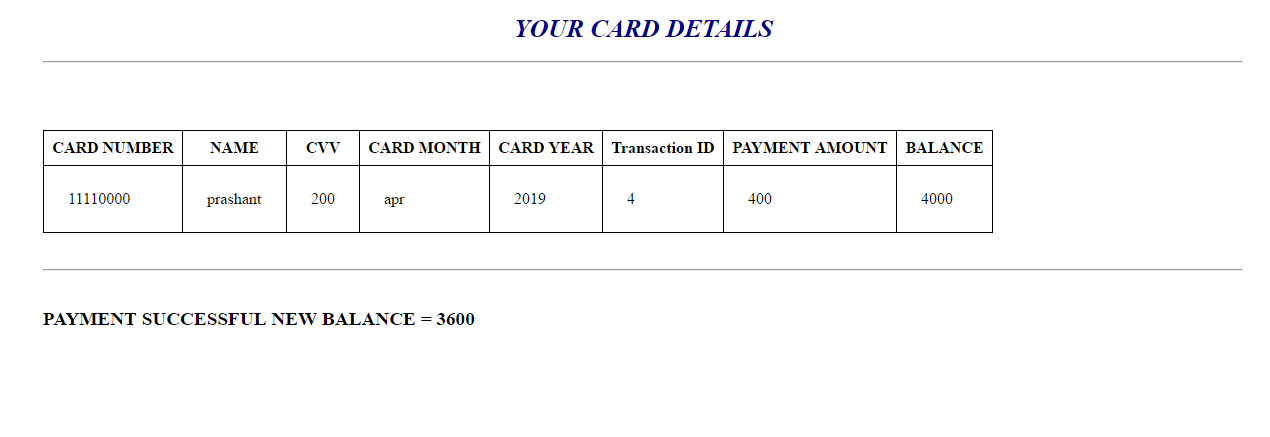 YOUR CARD DETAILS
CARD NUMBER NAME CVV CARD MONTH CARD YEAR Transaction ID PAYMENT AMOUNT BALANCE
11110000 prashant 200 apr 2019 4 400 4000
PAYMENT SUCCESSFUL NEW BALANCE = 3600